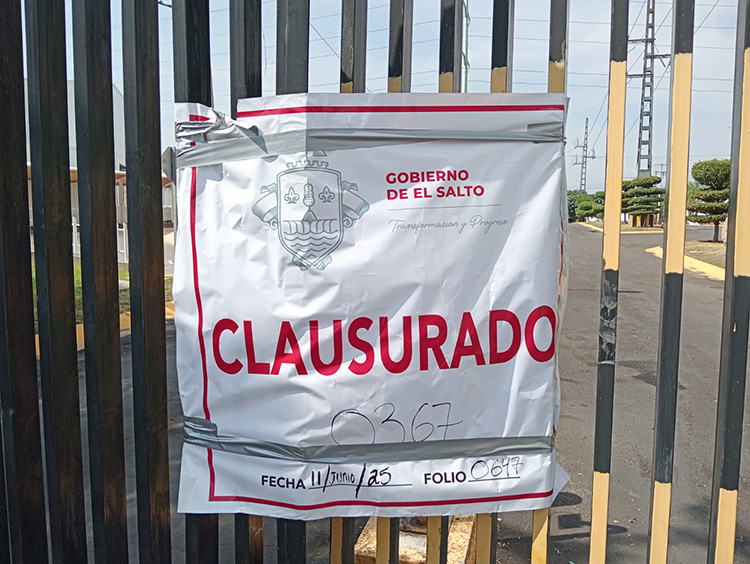 GOBIERNO
DE EL SALTO
Transformación y Progreso
CLAUSURADO
0367
FECHA 11/JUNIO/25 FOLIO 0647